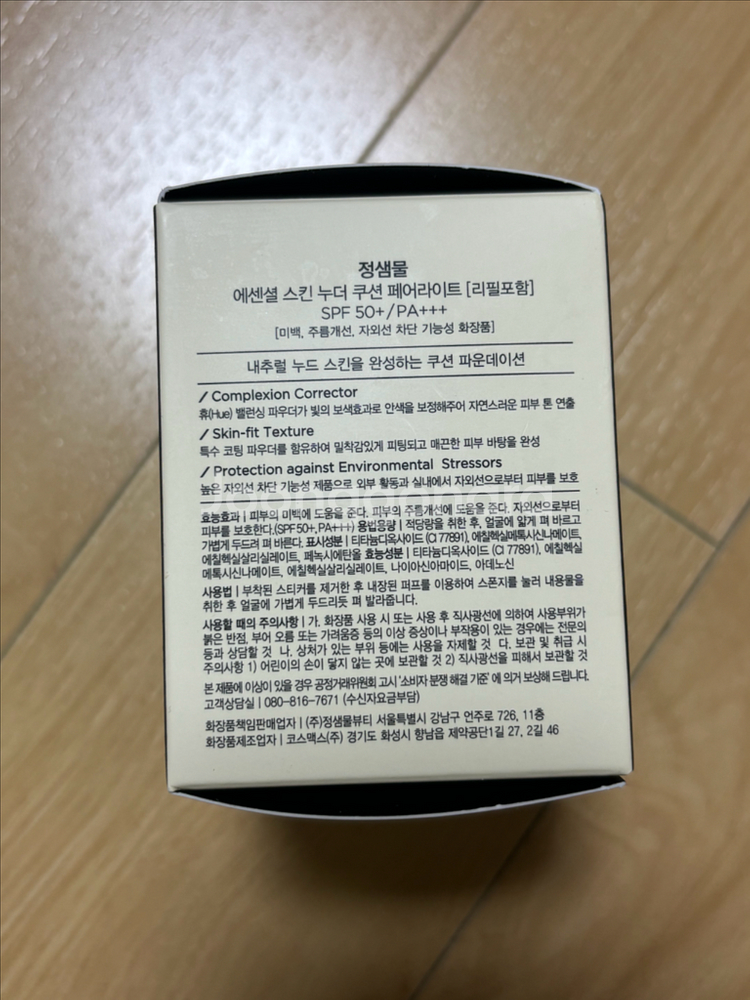 정샘물
에센셜 스킨 누더 쿠션 페어라이트 [리필포함]
SPF 50+/PA+++
[미백, 주름개선, 자외선 차단 기능성 화장품]
내추럴 누드 스킨을 완성하는 쿠션 파운데이션
/ Complexion Corrector
휴(Hue) 밸런싱 파우더가 빛의 보색효과로 안색을 보정해주어 자연스러운 피부 톤 연출
/ Skin-fit Texture
특수 코팅 파우더를 함유하여 밀착감있게 피팅되고 매끈한 피부 바탕을 완성
/ Protection against Environmental Stressors
높은 자외선 차단 기능성 제품으로 외부 활동과 실내에서 자외선으로부터 피부를 보호
효능효과 | 피부의 미백에 도움을 준다. 피부의 주름개선에 도움을 준다. 자외선으로부터
피부를 보호한다.(SPF50+, PA+++) 용법용량 | 적당량을 취한 후, 얼굴에 얇게 펴 바르고
가볍게 두드려 펴 바른다. 표시성분 | 티타늄디옥사이드 (CI 77891), 에칠헥실메톡시신나메이트,
에칠헥실살리실레이트, 페녹시에탄올 효능성분 | 티타늄디옥사이드 (CI 77891), 에칠헥실
메톡시신나메이트, 에칠헥실살리실레이트, 나이아신아마이드, 아데노신
사용법 | 부착된 스티커를 제거한 후 내장된 퍼프를 이용하여 스폰지를 눌러 내용물을
취한 후 얼굴에 가볍게 두드리듯 펴 발라줍니다.
사용할 때의 주의사항 | 가. 화장품 사용 시 또는 사용 후 직사광선에 의하여 사용부위가
붉은 반점, 부어 오름 또는 가려움증 등의 이상 증상이나 부작용이 있는 경우에는 전문의
등과 상담할 것 나. 상처가 있는 부위 등에는 사용을 자제할 것 다. 보관 및 취급 시
주의사항 1) 어린이의 손이 닿지 않는 곳에 보관할 것 2) 직사광선을 피해서 보관할 것
본 제품에 이상이 있을 경우 공정거래위원회 고시 '소비자 분쟁 해결 기준' 에 의거 보상해 드립니다.
고객상담실 | 080-816-7671 (수신자요금부담)
화장품책임판매업자 | (주)정샘물뷰티 서울특별시 강남구 언주로 726, 11층
화장품제조업자 | 코스맥스(주) 경기도 화성시 향남읍 제약공단1길 27, 2길 46